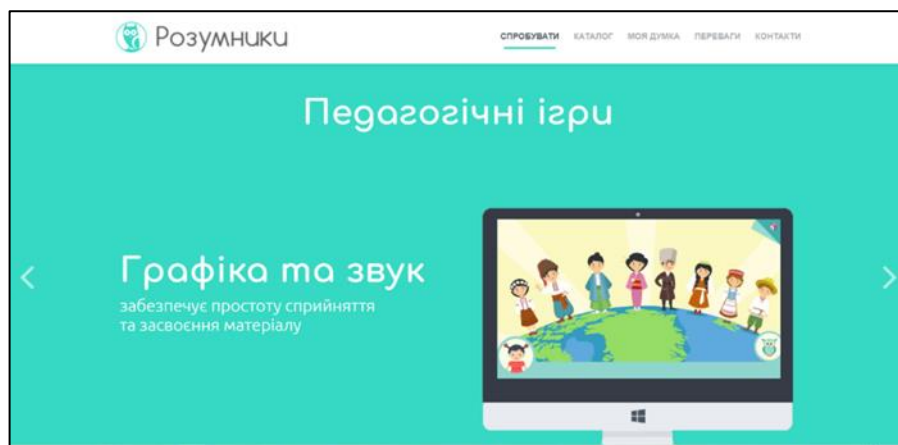 Розумники
СПРОБУВАТИ КАТАЛОГ МОЯ ДУМКА ПЕРЕВАГИ КОНТАКТИ
Педагогічні ігри
Графіка та звук
забезпечує простоту сприйняття
та засвоєння матеріалу